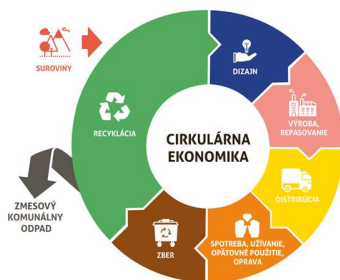 SUROVINY
DIZAJN
VÝROBA,
REPASOVANIE
DISTRIBÚCIA
SPOTREBA, UŽÍVANIE,
OPÄTOVNÉ POUŽITIE,
OPRAVA
ZBER
RECYKLÁCIA
CIRKULÁRNA
EKONOMIKA
ZMESOVÝ
KOMUNÁLNY
ODPAD